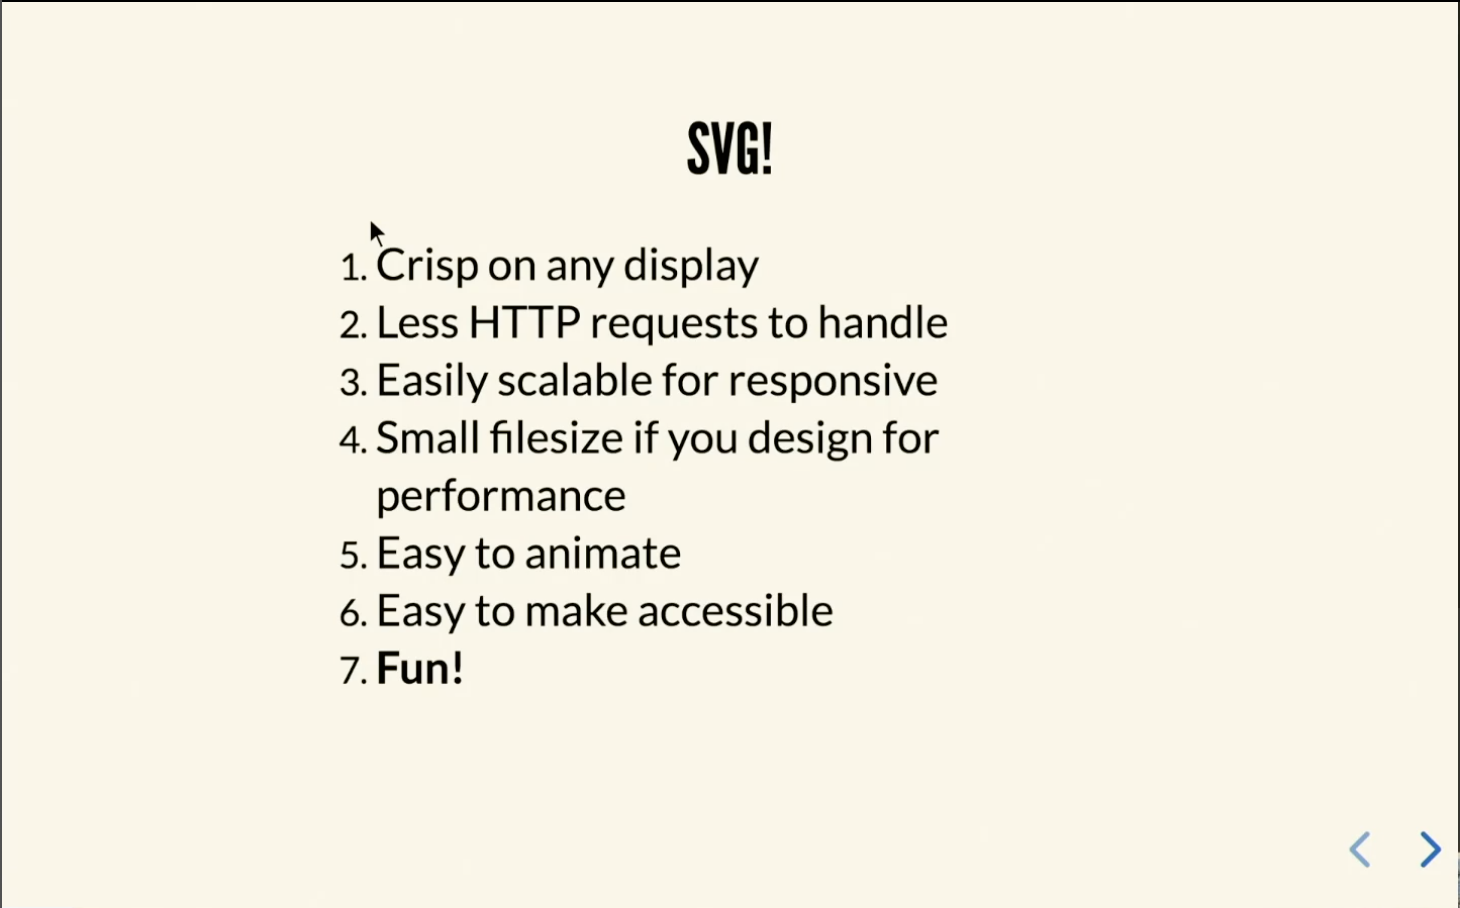 SVG!
1. Crisp on any display
2. Less HTTP requests to handle
3. Easily scalable for responsive
4. Small filesize if you design for
performance
5. Easy to animate
6. Easy to make accessible
7. Fun!